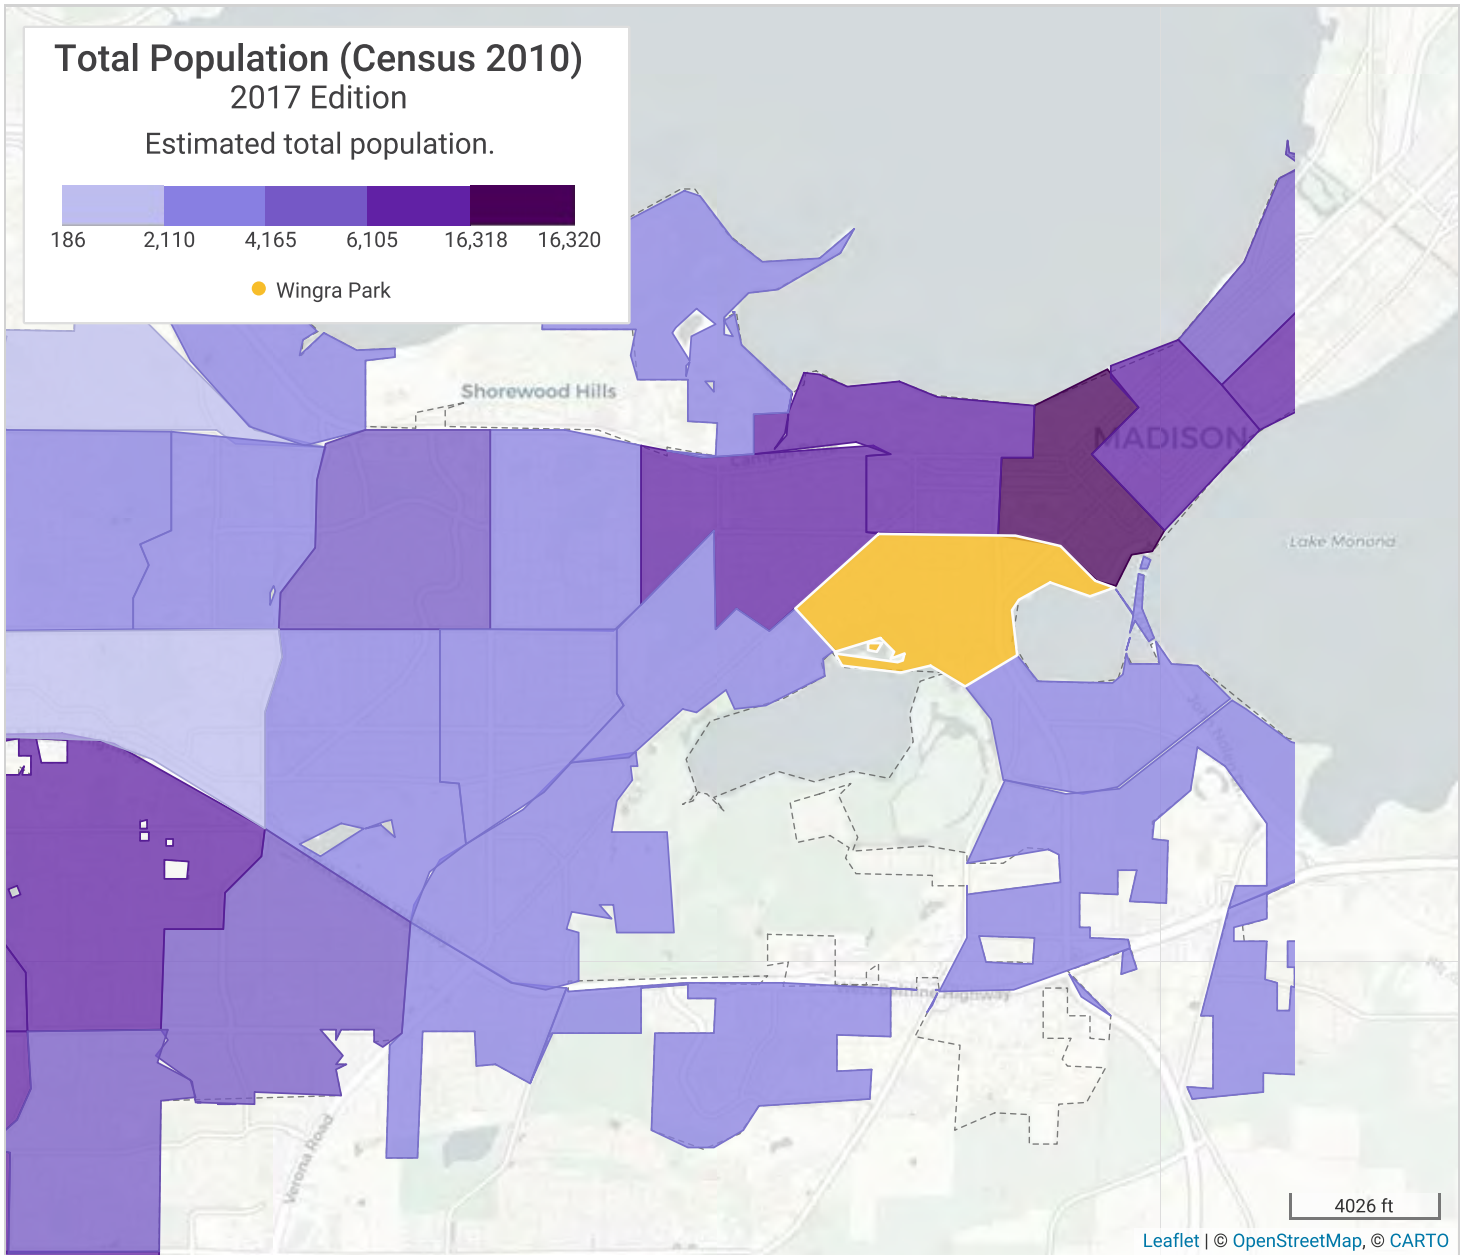 Total Population (Census 2010)
2017 Edition
Estimated total population.
186 2,110 4,165 6,105 16,318 16,320
Wingra Park
Shorewood Hills
MADISON
Lake Monona
Highway
Verona Road
4026 ft
Leaflet | © OpenStreetMap, © CARTO